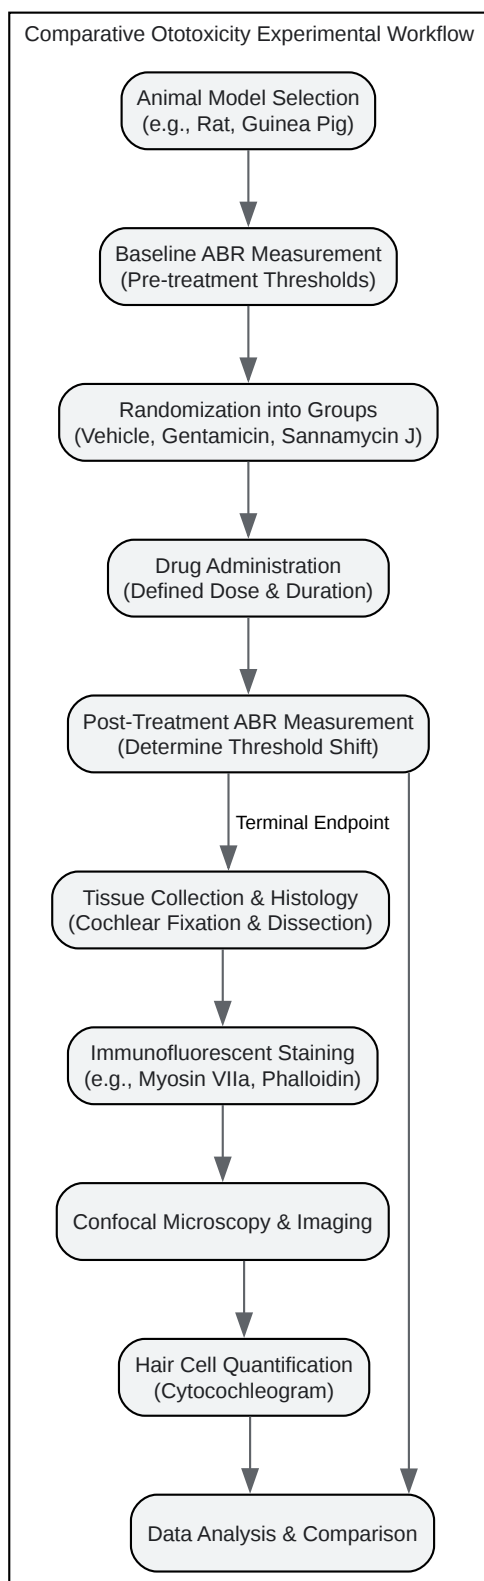 Comparative Ototoxicity Experimental Workflow
Animal Model Selection
(e.g., Rat, Guinea Pig)
Baseline ABR Measurement
(Pre-treatment Thresholds)
Randomization into Groups
(Vehicle, Gentamicin, Sannamycin J)
Drug Administration
(Defined Dose & Duration)
Post-Treatment ABR Measurement
(Determine Threshold Shift)
Terminal Endpoint
Tissue Collection & Histology
(Cochlear Fixation & Dissection)
Immunofluorescent Staining
(e.g., Myosin VIIa, Phalloidin)
Confocal Microscopy & Imaging
Hair Cell Quantification
(Cytocochleogram)
Data Analysis & Comparison